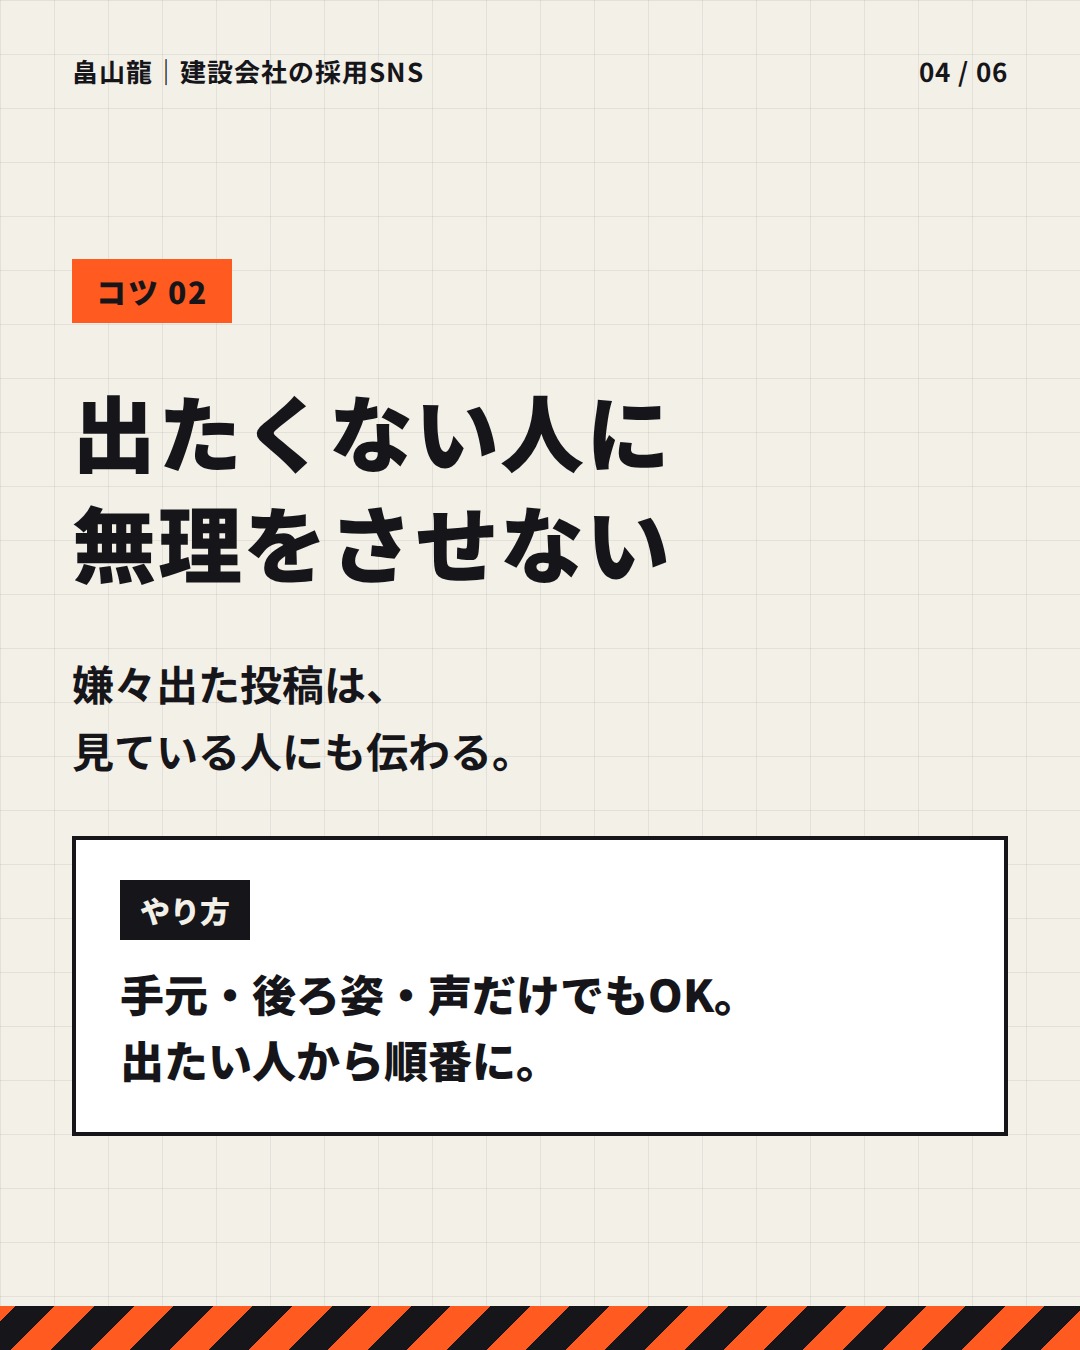 畠山龍｜建設会社の採用SNS
04 / 06
コツ 02
出たくない人に
無理をさせない
嫌々出た投稿は、
見ている人にも伝わる。
やり方
手元・後ろ姿・声だけでもOK。
出たい人から順番に。